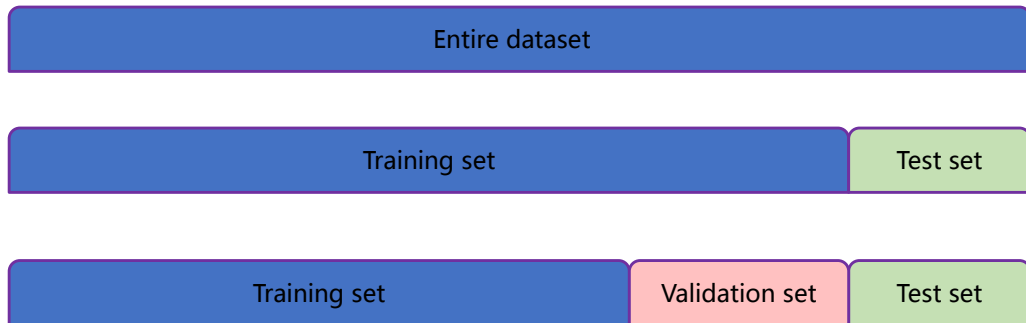 Entire dataset
Training set Test set
Training set Validation set Test set